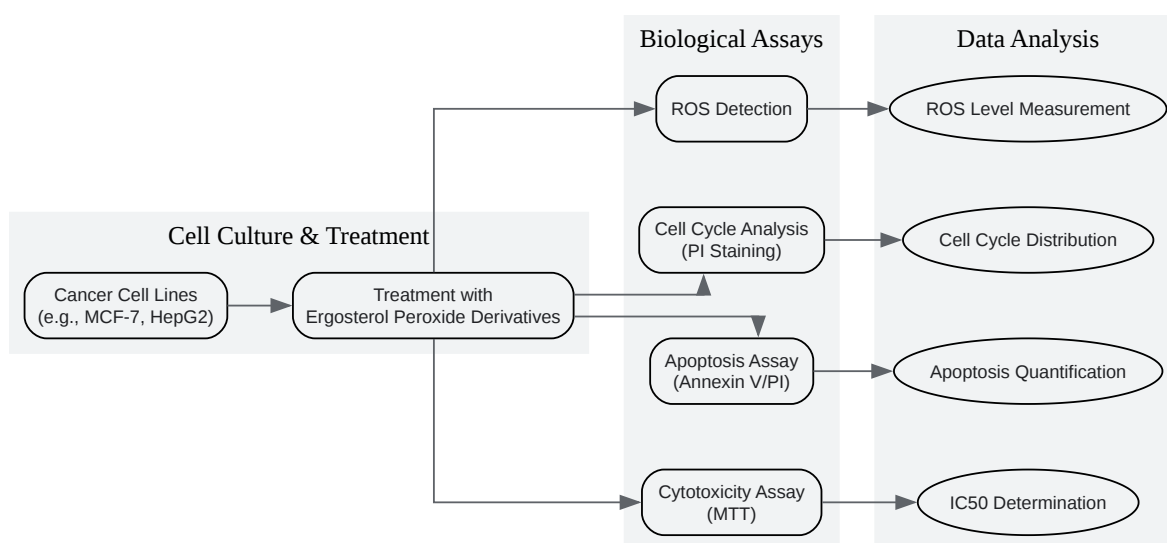 Biological Assays
Data Analysis
ROS Detection
ROS Level Measurement
Cell Culture & Treatment
Cell Cycle Analysis
(PI Staining)
Cell Cycle Distribution
Cancer Cell Lines
(e.g., MCF-7, HepG2)
Treatment with
Ergosterol Peroxide Derivatives
Apoptosis Assay
(Annexin V/PI)
Apoptosis Quantification
Cytotoxicity Assay
(MTT)
IC50 Determination